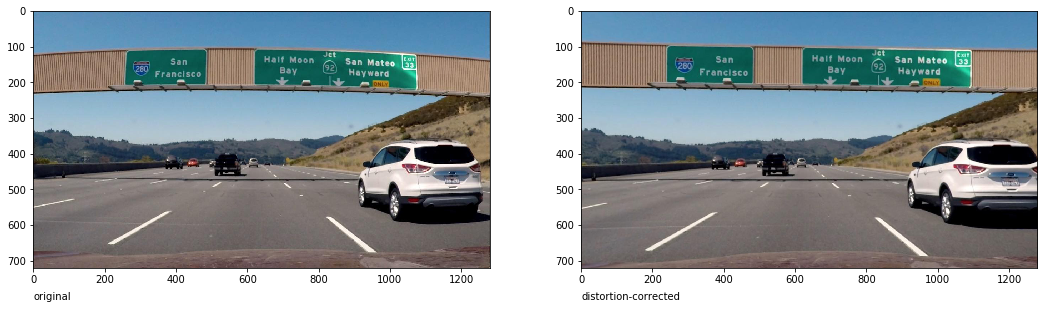 0
100
200
300
400
500
600
700
0 200 400 600 800 1000 1200
San
Francisco
280
Half Moon
Bay
Jct
92
San Mateo
Hayward
EXIT
33
ONLY
original
0
100
200
300
400
500
600
700
0 200 400 600 800 1000 1200
San
Francisco
280
Half Moon
Bay
Jct
92
San Mateo
Hayward
EXIT
33
ONLY
distortion-corrected